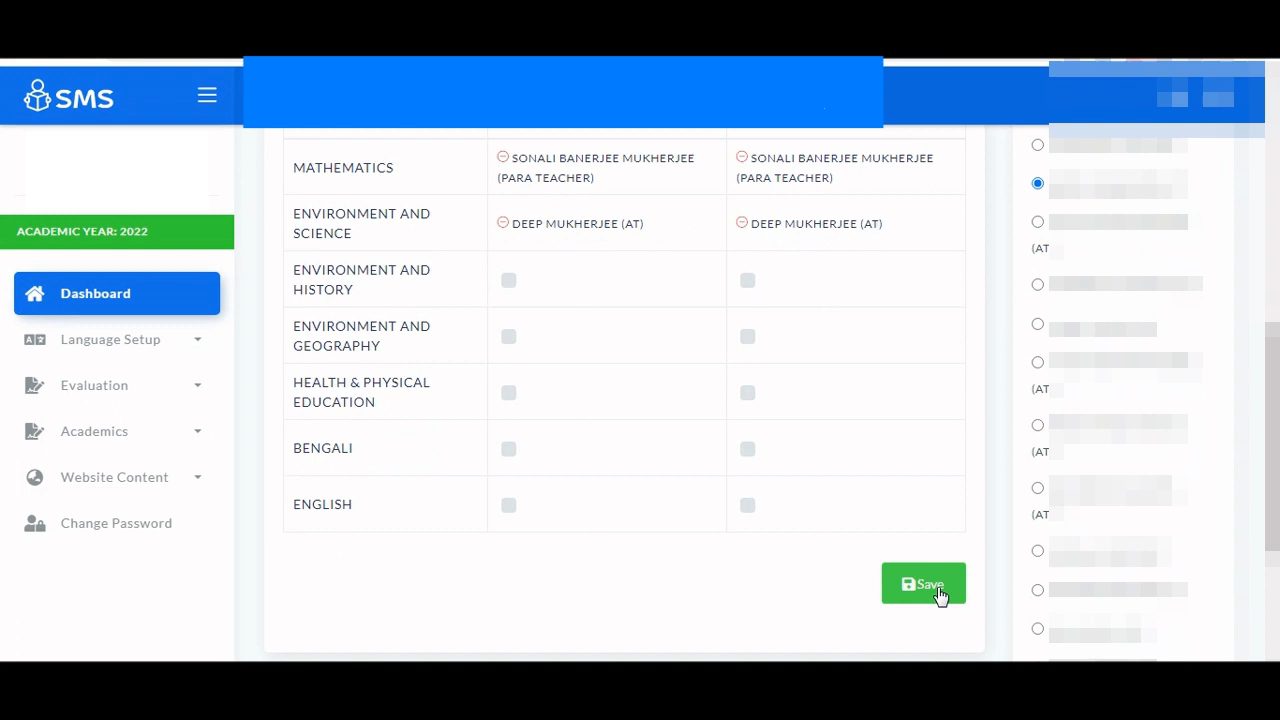 SMS
ACADEMIC YEAR: 2022
Dashboard
Language Setup
Evaluation
Academics
Website Content
Change Password
MATHEMATICS
SONALI BANERJEE MUKHERJEE
(PARA TEACHER)
SONALI BANERJEE MUKHERJEE
(PARA TEACHER)
ENVIRONMENT AND
SCIENCE
DEEP MUKHERJEE (AT)
DEEP MUKHERJEE (AT)
ENVIRONMENT AND
HISTORY
ENVIRONMENT AND
GEOGRAPHY
HEALTH & PHYSICAL
EDUCATION
BENGALI
ENGLISH
Save
(AT
(AT
(AT
(AT